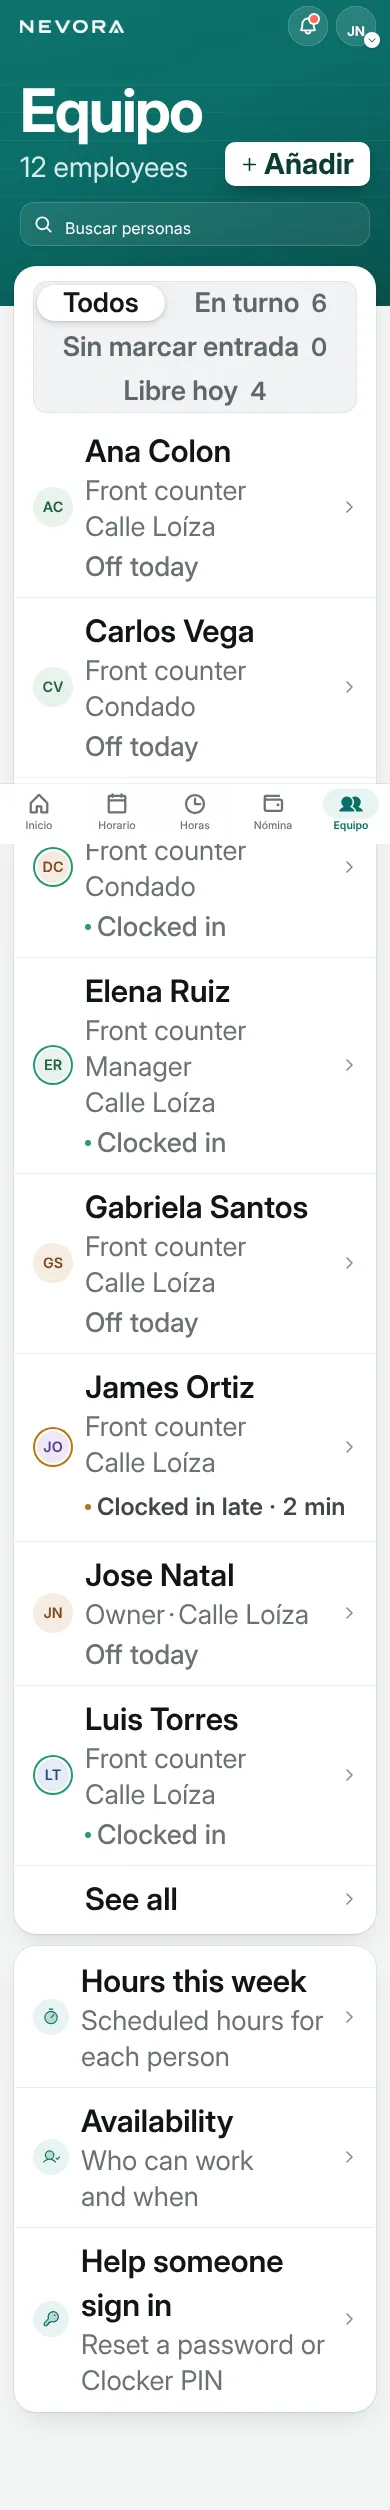 NEVORA
JN
Equipo
12 employees
+ Añadir
Buscar personas
Todos
En turno 6
Sin marcar entrada 0
Libre hoy 4
Ana Colon
AC
Front counter
Calle Loíza
Off today
Carlos Vega
CV
Front counter
Condado
Off today
Inicio
Horario
Horas
Nómina
Equipo
Front counter
DC
Condado
Clocked in
Elena Ruiz
Front counter
ER
Manager
Calle Loíza
Clocked in
Gabriela Santos
GS
Front counter
Calle Loíza
Off today
James Ortiz
JO
Front counter
Calle Loíza
Clocked in late · 2 min
Jose Natal
JN
Owner · Calle Loíza
Off today
Luis Torres
LT
Front counter
Calle Loíza
Clocked in
See all
Hours this week
Scheduled hours for
each person
Availability
Who can work
and when
Help someone
sign in
Reset a password or
Clocker PIN